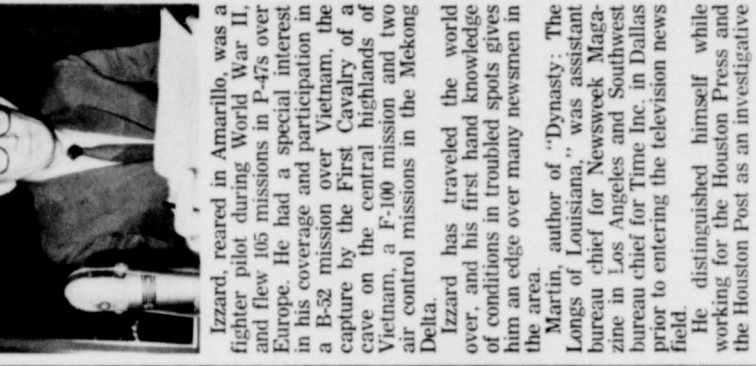 Izzard, reared in Amarillo, was a
fighter pilot during World War II,
and flew 105 missions in P-47s over
Europe. He had a special interest
in his coverage and participation in
a B-52 mission over Vietnam, the
capture by the First Cavalry of a
cave on the central highlands of
Vietnam, a F-100 mission and two
air control missions in the Mekong
Delta.
Izzard has traveled the world
over, and his first hand knowledge
of conditions in troubled spots gives
him an edge over many newsmen in
the area.
Martin, author of "Dynasty: The
Longs of Louisiana," was assistant
bureau chief for Newsweek Maga-
zine in Los Angeles and Southwest
bureau chief for Time Inc. in Dallas
prior to entering the television news
field.
He distinguished himself while
working for the Houston Press and
the Houston Post as an investigative